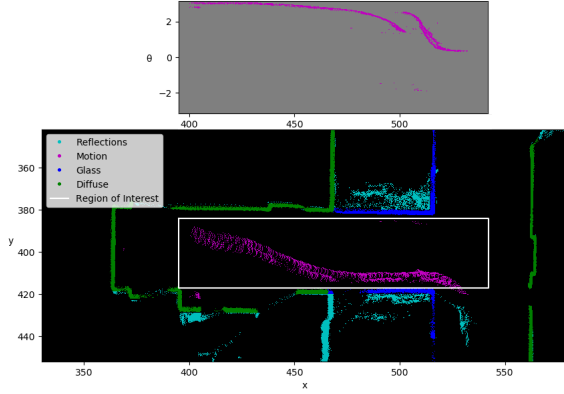 2
θ
0
−2
400
450
500
Reflections
Motion
Glass
Diffuse
Region of Interest
360
380
y
400
420
440
350
400
450
500
550
x